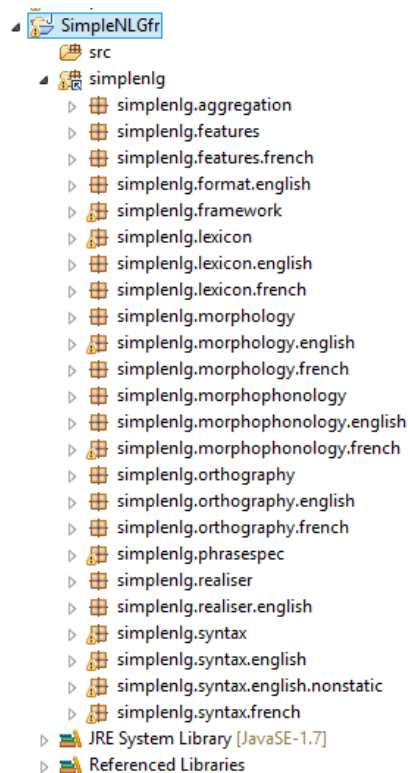 SimpleNLGfr
src
simplenlg
simplenlg.aggregation
simplenlg.features
simplenlg.features.french
simplenlg.format.english
simplenlg.framework
simplenlg.lexicon
simplenlg.lexicon.english
simplenlg.lexicon.french
simplenlg.morphology
simplenlg.morphology.english
simplenlg.morphology.french
simplenlg.morphophonology
simplenlg.morphophonology.english
simplenlg.morphophonology.french
simplenlg.orthography
simplenlg.orthography.english
simplenlg.orthography.french
simplenlg.phrasespec
simplenlg.realiser
simplenlg.realiser.english
simplenlg.syntax
simplenlg.syntax.english
simplenlg.syntax.english.nonstatic
simplenlg.syntax.french
JRE System Library [JavaSE-1.7]
Referenced Libraries